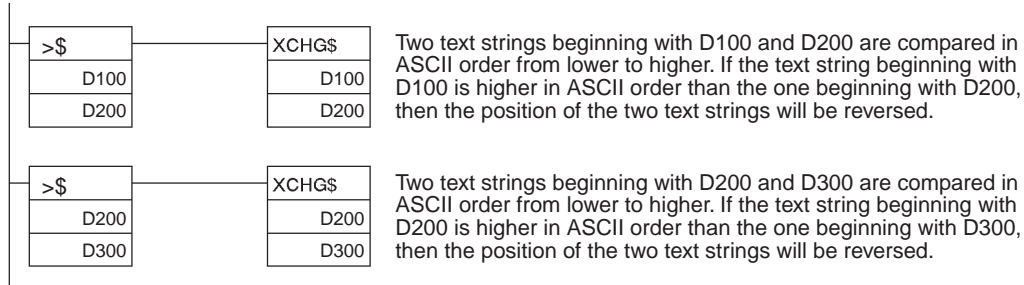 >$
D100
D200
XCHG$
D100
D200
Two text strings beginning with D100 and D200 are compared in
ASCII order from lower to higher. If the text string beginning with
D100 is higher in ASCII order than the one beginning with D200,
then the position of the two text strings will be reversed.
>$
D200
D300
XCHG$
D200
D300
Two text strings beginning with D200 and D300 are compared in
ASCII order from lower to higher. If the text string beginning with
D200 is higher in ASCII order than the one beginning with D300,
then the position of the two text strings will be reversed.